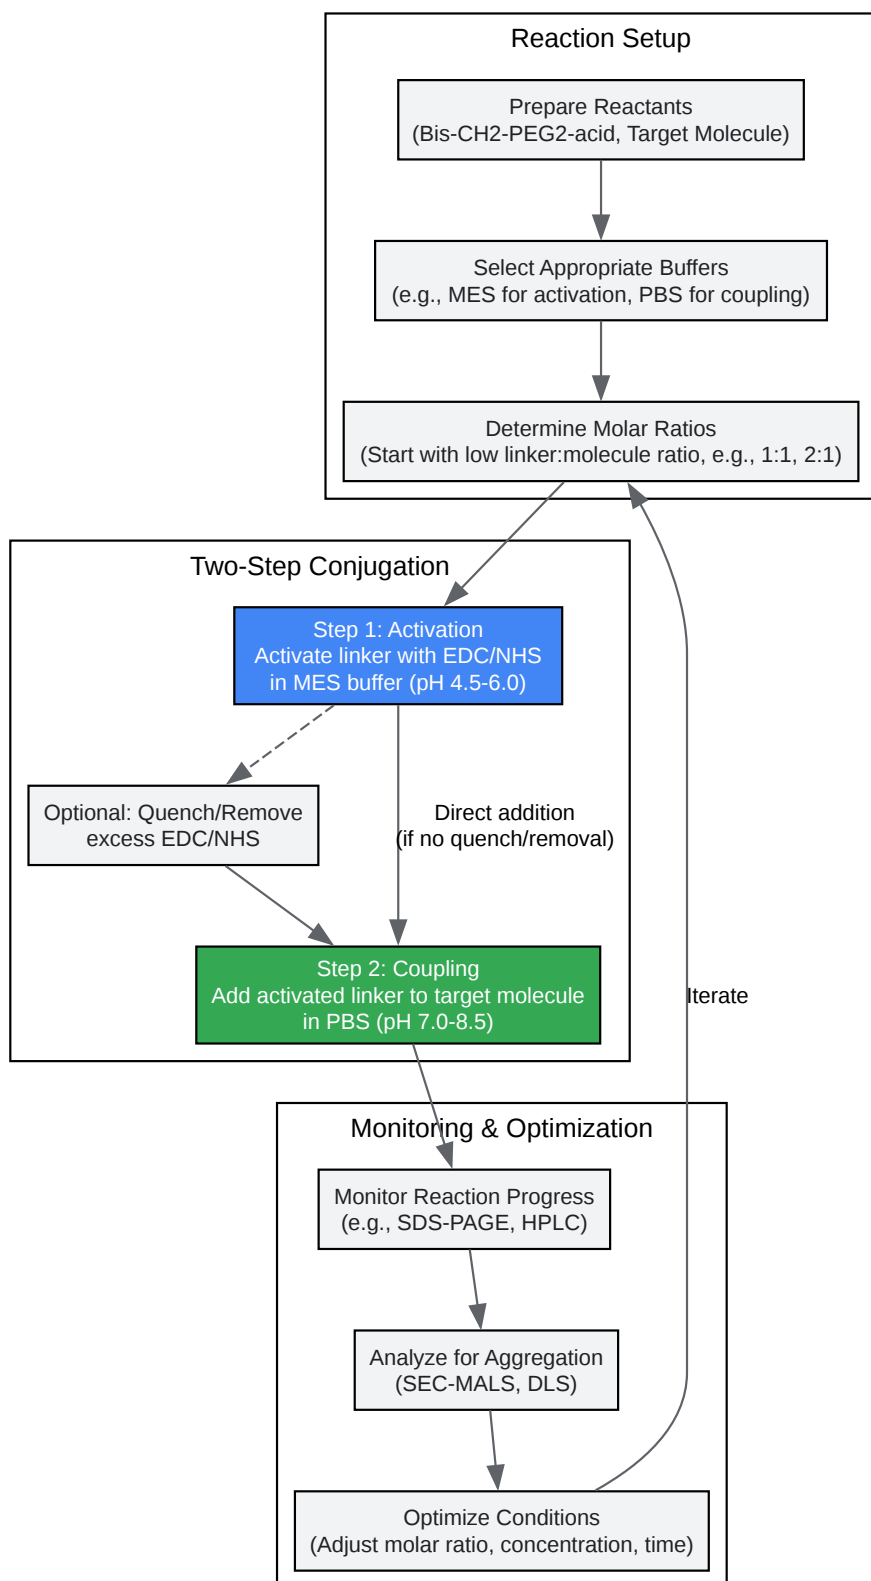 Reaction Setup
Prepare Reactants
(Bis-CH2-PEG2-acid, Target Molecule)
Select Appropriate Buffers
(e.g., MES for activation, PBS for coupling)
Determine Molar Ratios
(Start with low linker:molecule ratio, e.g., 1:1, 2:1)
Two-Step Conjugation
Step 1: Activation
Activate linker with EDC/NHS
in MES buffer (pH 4.5-6.0)
Optional: Quench/Remove
excess EDC/NHS
Direct addition
(if no quench/removal)
Step 2: Coupling
Add activated linker to target molecule
in PBS (pH 7.0-8.5)
Iterate
Monitoring & Optimization
Monitor Reaction Progress
(e.g., SDS-PAGE, HPLC)
Analyze for Aggregation
(SEC-MALS, DLS)
Optimize Conditions
(Adjust molar ratio, concentration, time)